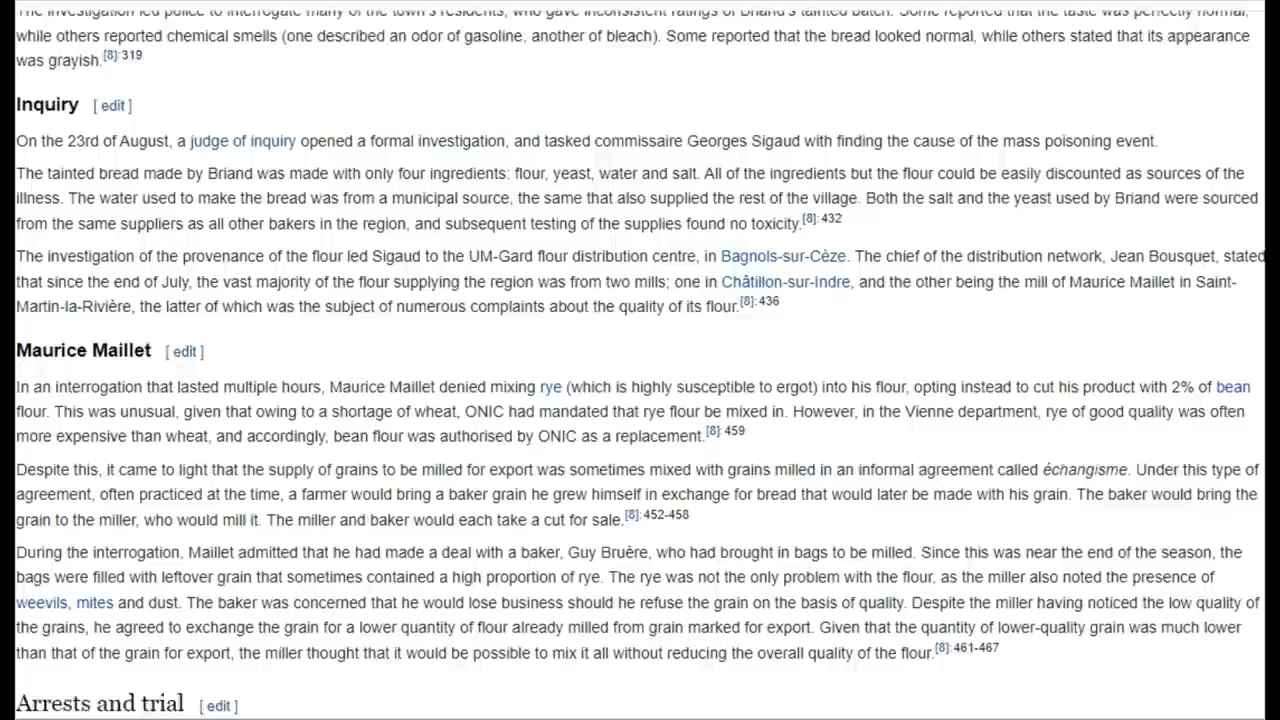 The investigation led police to interrogate many of the town's residents, who gave inconsistent ratings of Briand's tainted batch. Some reported that the taste was perfectly normal,
while others reported chemical smells (one described an odor of gasoline, another of bleach). Some reported that the bread looked normal, while others stated that its appearance
was grayish.[8]:319
Inquiry [ edit ]
On the 23rd of August, a judge of inquiry opened a formal investigation, and tasked commissaire Georges Sigaud with finding the cause of the mass poisoning event.
The tainted bread made by Briand was made with only four ingredients: flour, yeast, water and salt. All of the ingredients but the flour could be easily discounted as sources of the
illness. The water used to make the bread was from a municipal source, the same that also supplied the rest of the village. Both the salt and the yeast used by Briand were sourced
from the same suppliers as all other bakers in the region, and subsequent testing of the supplies found no toxicity.[8]:432
The investigation of the provenance of the flour led Sigaud to the UM-Gard flour distribution centre, in Bagnols-sur-Cèze. The chief of the distribution network, Jean Bousquet, stated
that since the end of July, the vast majority of the flour supplying the region was from two mills; one in Châtillon-sur-Indre, and the other being the mill of Maurice Maillet in Saint-
Martin-la-Rivière, the latter of which was the subject of numerous complaints about the quality of its flour.[8]:436
Maurice Maillet [ edit ]
In an interrogation that lasted multiple hours, Maurice Maillet denied mixing rye (which is highly susceptible to ergot) into his flour, opting instead to cut his product with 2% of bean
flour. This was unusual, given that owing to a shortage of wheat, ONIC had mandated that rye flour be mixed in. However, in the Vienne department, rye of good quality was often
more expensive than wheat, and accordingly, bean flour was authorised by ONIC as a replacement.[8]:459
Despite this, it came to light that the supply of grains to be milled for export was sometimes mixed with grains milled in an informal agreement called échangisme. Under this type of
agreement, often practiced at the time, a farmer would bring a baker grain he grew himself in exchange for bread that would later be made with his grain. The baker would bring the
grain to the miller, who would mill it. The miller and baker would each take a cut for sale.[8]:452-458
During the interrogation, Maillet admitted that he had made a deal with a baker, Guy Bruère, who had brought in bags to be milled. Since this was near the end of the season, the
bags were filled with leftover grain that sometimes contained a high proportion of rye. The rye was not the only problem with the flour, as the miller also noted the presence of
weevils, mites and dust. The baker was concerned that he would lose business should he refuse the grain on the basis of quality. Despite the miller having noticed the low quality of
the grains, he agreed to exchange the grain for a lower quantity of flour already milled from grain marked for export. Given that the quantity of lower-quality grain was much lower
than that of the grain for export, the miller thought that it would be possible to mix it all without reducing the overall quality of the flour.[8]:461-467
Arrests and trial [ edit ]